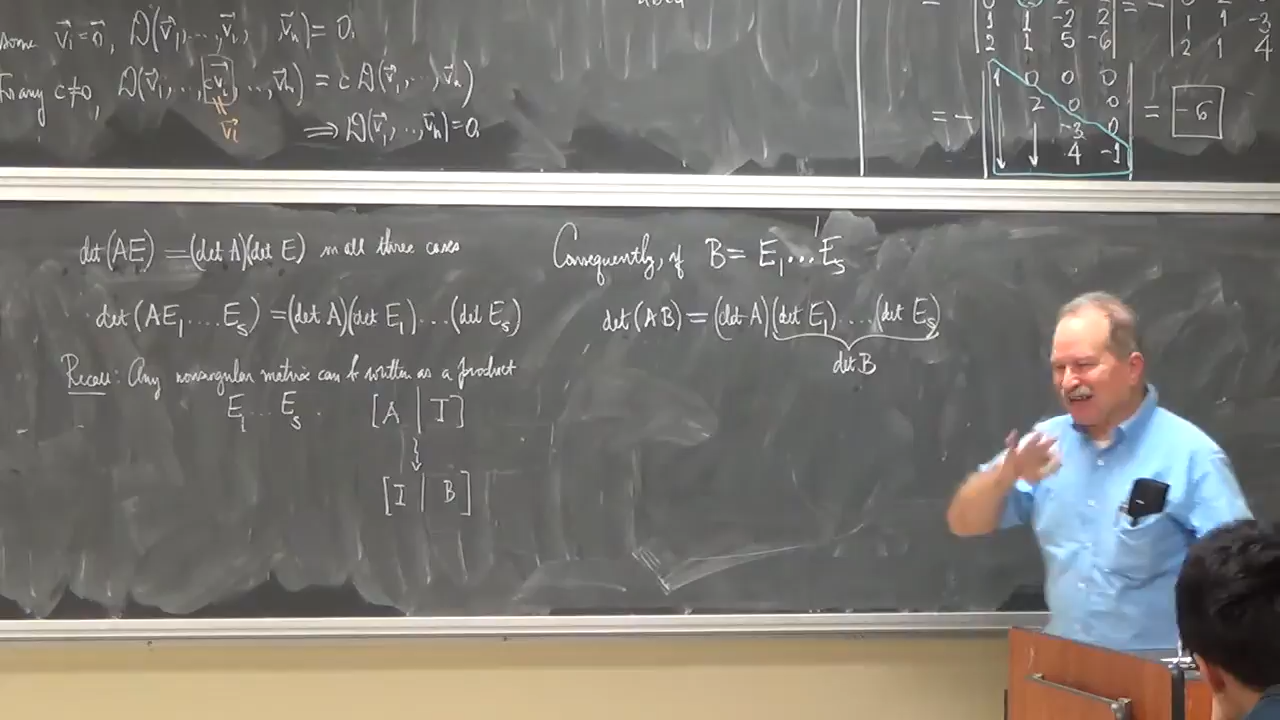 some v⃗i=0⃗, D(v⃗1,...,v⃗i, v⃗n)=0.
For any c≠0, D(v⃗1,...,cv⃗i,...,v⃗n) = c D(v⃗1,...,v⃗n)
v⃗i
⟹ D(v⃗1,...,v⃗n)=0.
1 1 -2 2
2 1 5 -6
= -
1 1 -3
2 1 4
= -
1 0 0 0
2 0 0
-3 0
4 -1
= -6
det(AE) = (det A)(det E) in all three cases
det(AE1 .... Es) = (det A)(det E1)...(det Es)
Recall: Any nonsingular matrix can be written as a product
E1 ... Es.
[A | I]
[I | B]
Consequently, if B = E1...Es
det(AB) = (det A)(det E1)....(det Es)
det B